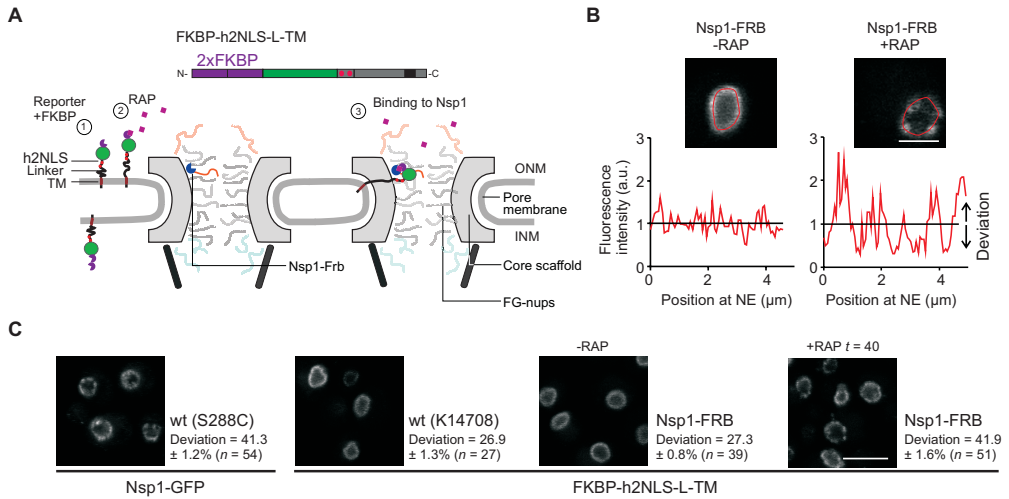 A
FKBP-h2NLS-L-TM
2xFKBP
N-
-C
Reporter
+FKBP
1
2
RAP
h2NLS
Linker
TM
3
Binding to Nsp1
ONM
Pore
membrane
INM
Core scaffold
FG-nups
Nsp1-Frb
B
Nsp1-FRB
-RAP
Nsp1-FRB
+RAP
Fluorescence
intensity (a.u.)
3
2
1
0
0 2 4
Position at NE (µm)
3
2
1
0
0 2 4
Position at NE (µm)
Deviation
C
wt (S288C)
Deviation = 41.3
± 1.2% (n = 54)
Nsp1-GFP
wt (K14708)
Deviation = 26.9
± 1.3% (n = 27)
-RAP
Nsp1-FRB
Deviation = 27.3
± 0.8% (n = 39)
+RAP t = 40
Nsp1-FRB
Deviation = 41.9
± 1.6% (n = 51)
FKBP-h2NLS-L-TM